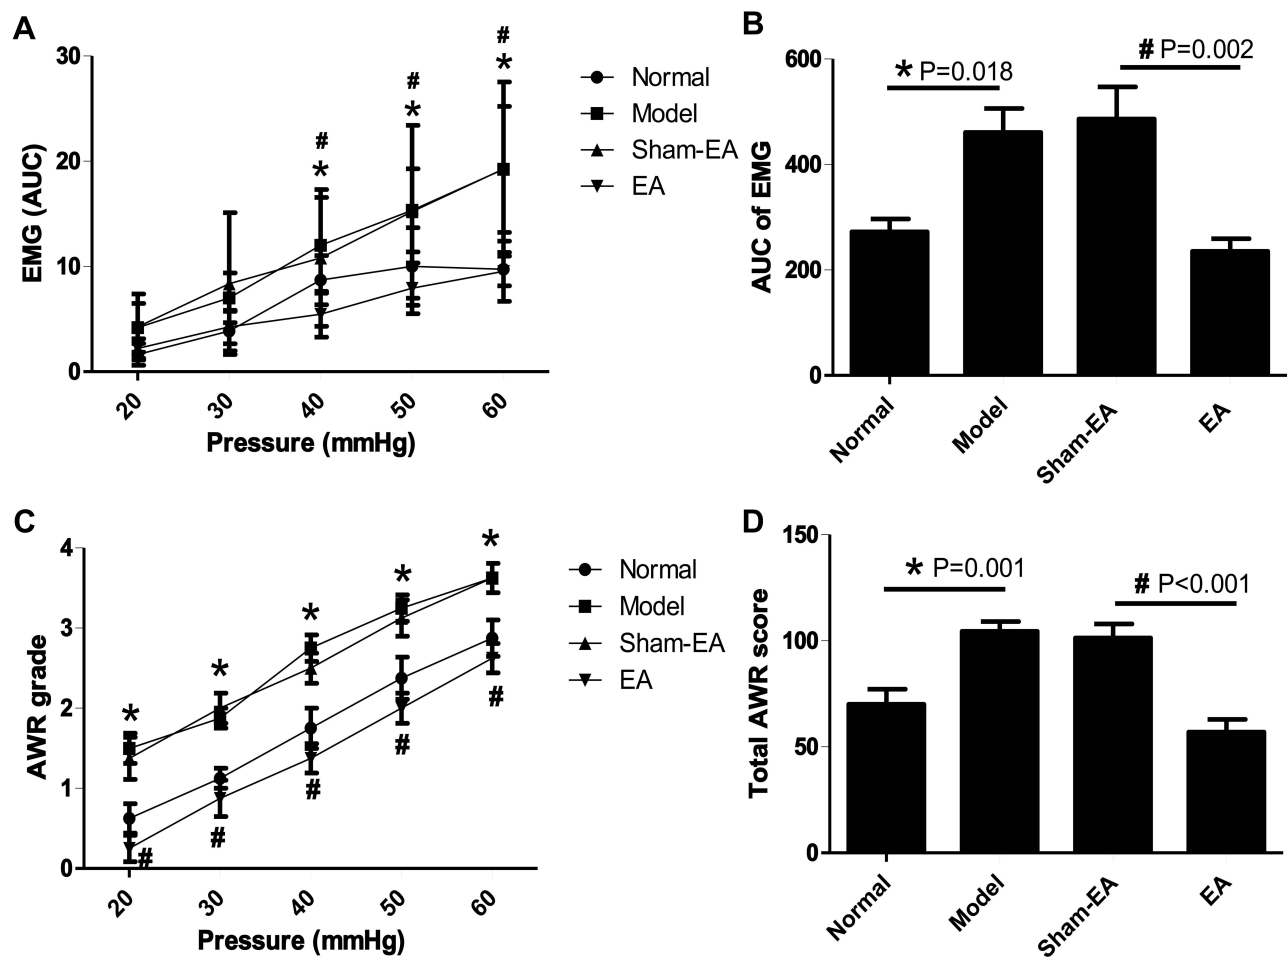 A
#
#
*
#
*
*
30
20
10
0
EMG (AUC)
20
30
40
50
60
Pressure (mmHg)
Normal
Model
Sham-EA
EA
B
* P=0.018
# P=0.002
600
400
200
0
AUC of EMG
Normal
Model
Sham-EA
EA
C
*
*
*
*
*
#
#
#
#
#
4
3
2
1
0
AWR grade
20
30
40
50
60
Pressure (mmHg)
Normal
Model
Sham-EA
EA
D
* P=0.001
# P<0.001
150
100
50
0
Total AWR score
Normal
Model
Sham-EA
EA